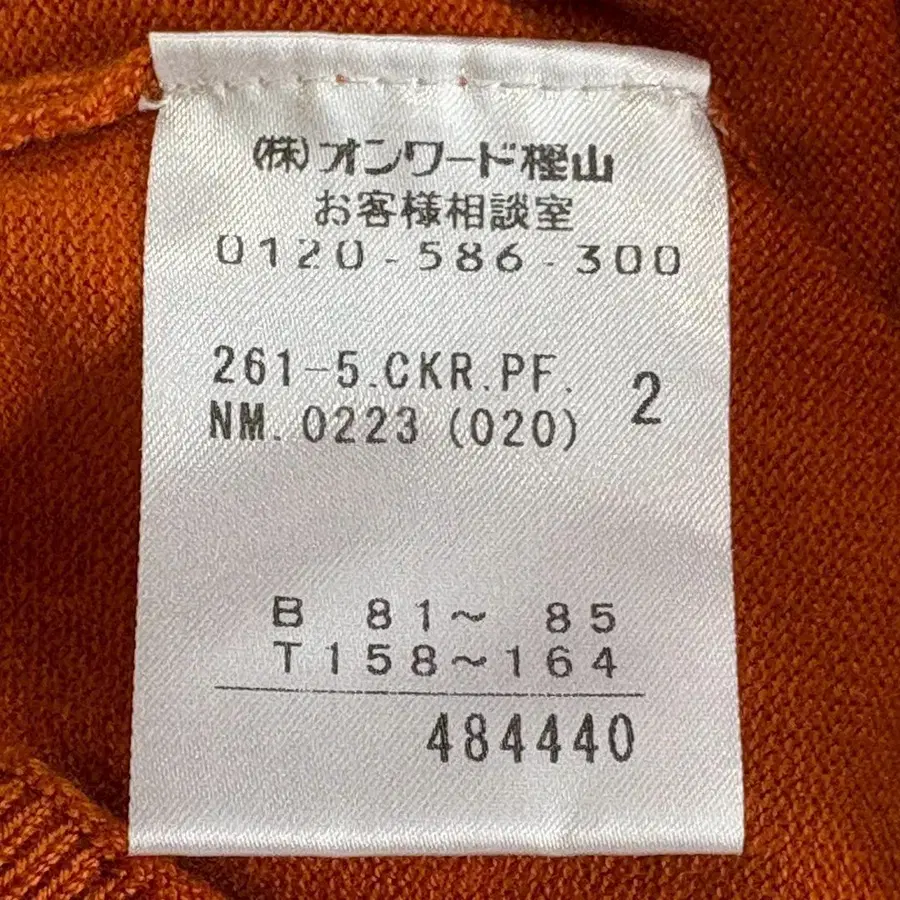 (株)オンワード樫山
お客様相談室
0120-586-300
261-5.CKR.PF.
2
NM.0223(020)
B 81~ 85
T158~164
484440